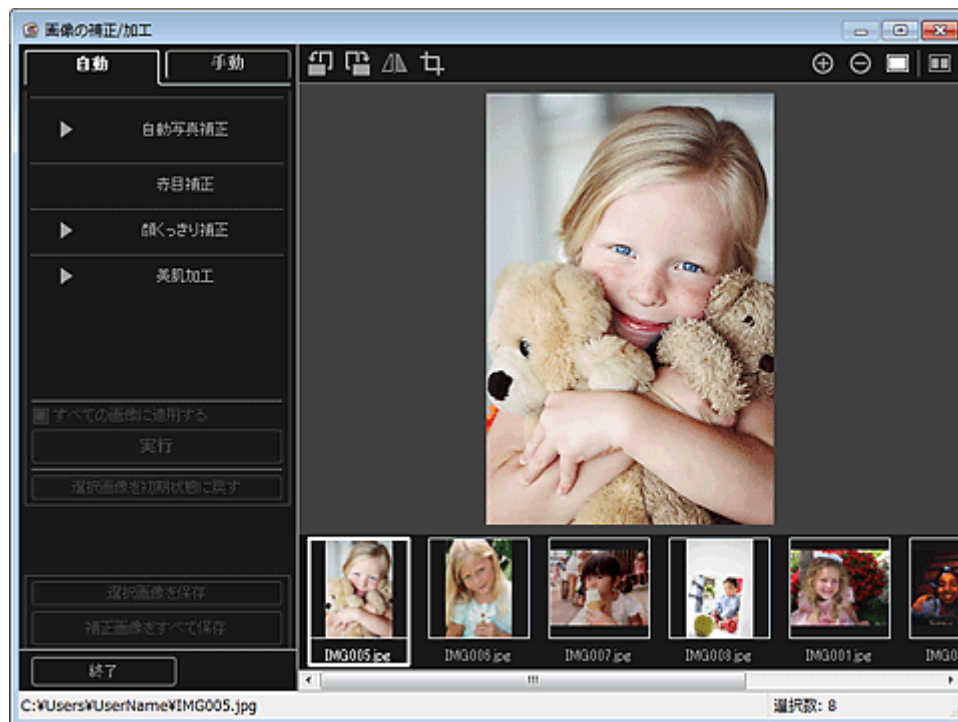 画像の補正/加工
自動 手動
自動写真補正
赤目補正
顔くっきり補正
美肌加工
すべての画像に適用する
実行
選択画像を初期状態に戻す
選択画像を保存
補正画像をすべて保存
終了
IMG005.jpg IMG006.jpg IMG007.jpg IMG008.jpg IMG001.jpg IMG0
C:¥Users¥UserName¥IMG005.jpg 選択数: 8